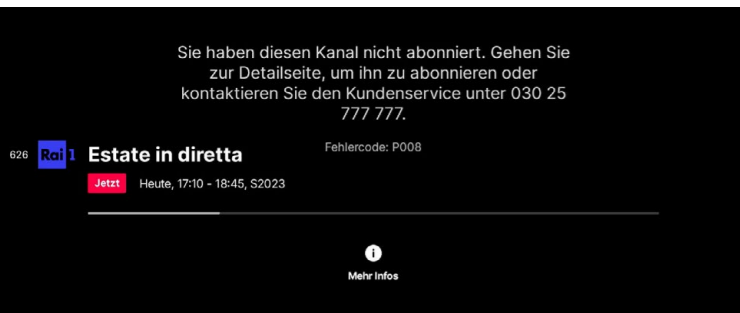 Sie haben diesen Kanal nicht abonniert. Gehen Sie
zur Detailseite, um ihn zu abonnieren oder
kontaktieren Sie den Kundenservice unter 030 25
777 777.
Fehlercode: P008
626 Rai 1 Estate in diretta
Jetzt Heute, 17:10 - 18:45, S2023
Mehr Infos